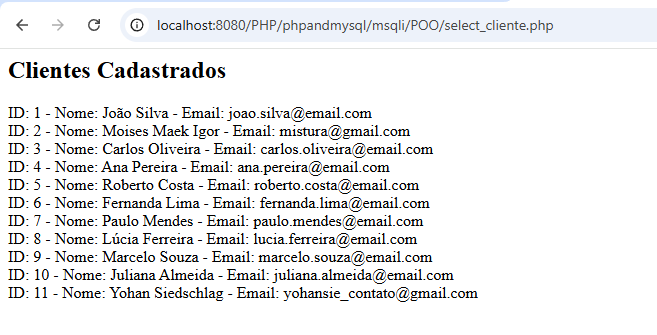 localhost:8080/PHP/phpandmysql/msqli/POO/select_cliente.php
Clientes Cadastrados
ID: 1 - Nome: João Silva - Email: joao.silva@email.com
ID: 2 - Nome: Moises Maek Igor - Email: mistura@gmail.com
ID: 3 - Nome: Carlos Oliveira - Email: carlos.oliveira@email.com
ID: 4 - Nome: Ana Pereira - Email: ana.pereira@email.com
ID: 5 - Nome: Roberto Costa - Email: roberto.costa@email.com
ID: 6 - Nome: Fernanda Lima - Email: fernanda.lima@email.com
ID: 7 - Nome: Paulo Mendes - Email: paulo.mendes@email.com
ID: 8 - Nome: Lúcia Ferreira - Email: lucia.ferreira@email.com
ID: 9 - Nome: Marcelo Souza - Email: marcelo.souza@email.com
ID: 10 - Nome: Juliana Almeida - Email: juliana.almeida@email.com
ID: 11 - Nome: Yohan Siedschlag - Email: yohansie_contato@gmail.com